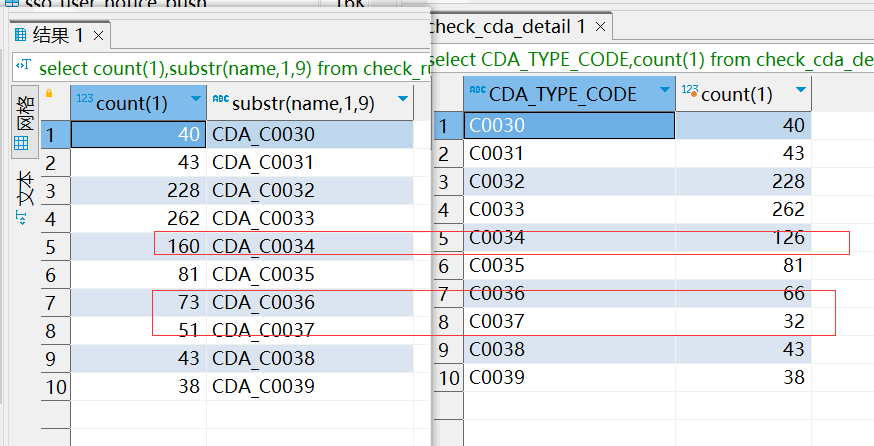 sso_user_notice_push
16K
结果 1
select count(1),substr(name,1,9) from check_ru
网格
文本
count(1) substr(name,1,9)
1 40 CDA_C0030
2 43 CDA_C0031
3 228 CDA_C0032
4 262 CDA_C0033
5 160 CDA_C0034
6 81 CDA_C0035
7 73 CDA_C0036
8 51 CDA_C0037
9 43 CDA_C0038
10 38 CDA_C0039
check_cda_detail 1
select CDA_TYPE_CODE,count(1) from check_cda_de
CDA_TYPE_CODE count(1)
1 C0030 40
2 C0031 43
3 C0032 228
4 C0033 262
5 C0034 126
6 C0035 81
7 C0036 66
8 C0037 32
9 C0038 43
10 C0039 38